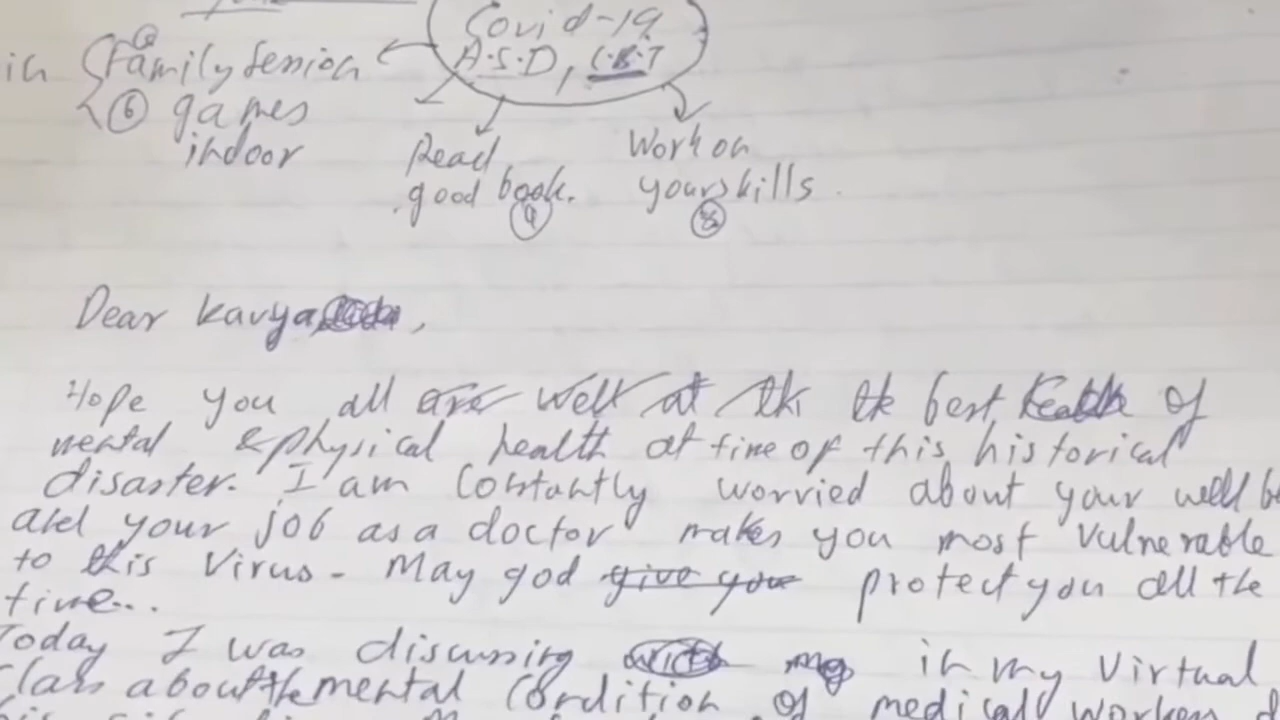 Covid-19
A.S.D, C.B.T
in
Family Session
⑥ games
indoor
Read
good book.
④
Work on
your skills
⑧
Dear Kavya,
Hope you all are well at the the best of
mental & physical health at time of this historical
disaster. I am Constantly worried about your well
and your job as a doctor makes you most Vulnerable
to this Virus - May god give you protect you all the
time...
Today I was discussing in my Virtual
Class about the mental Condition of medical workers